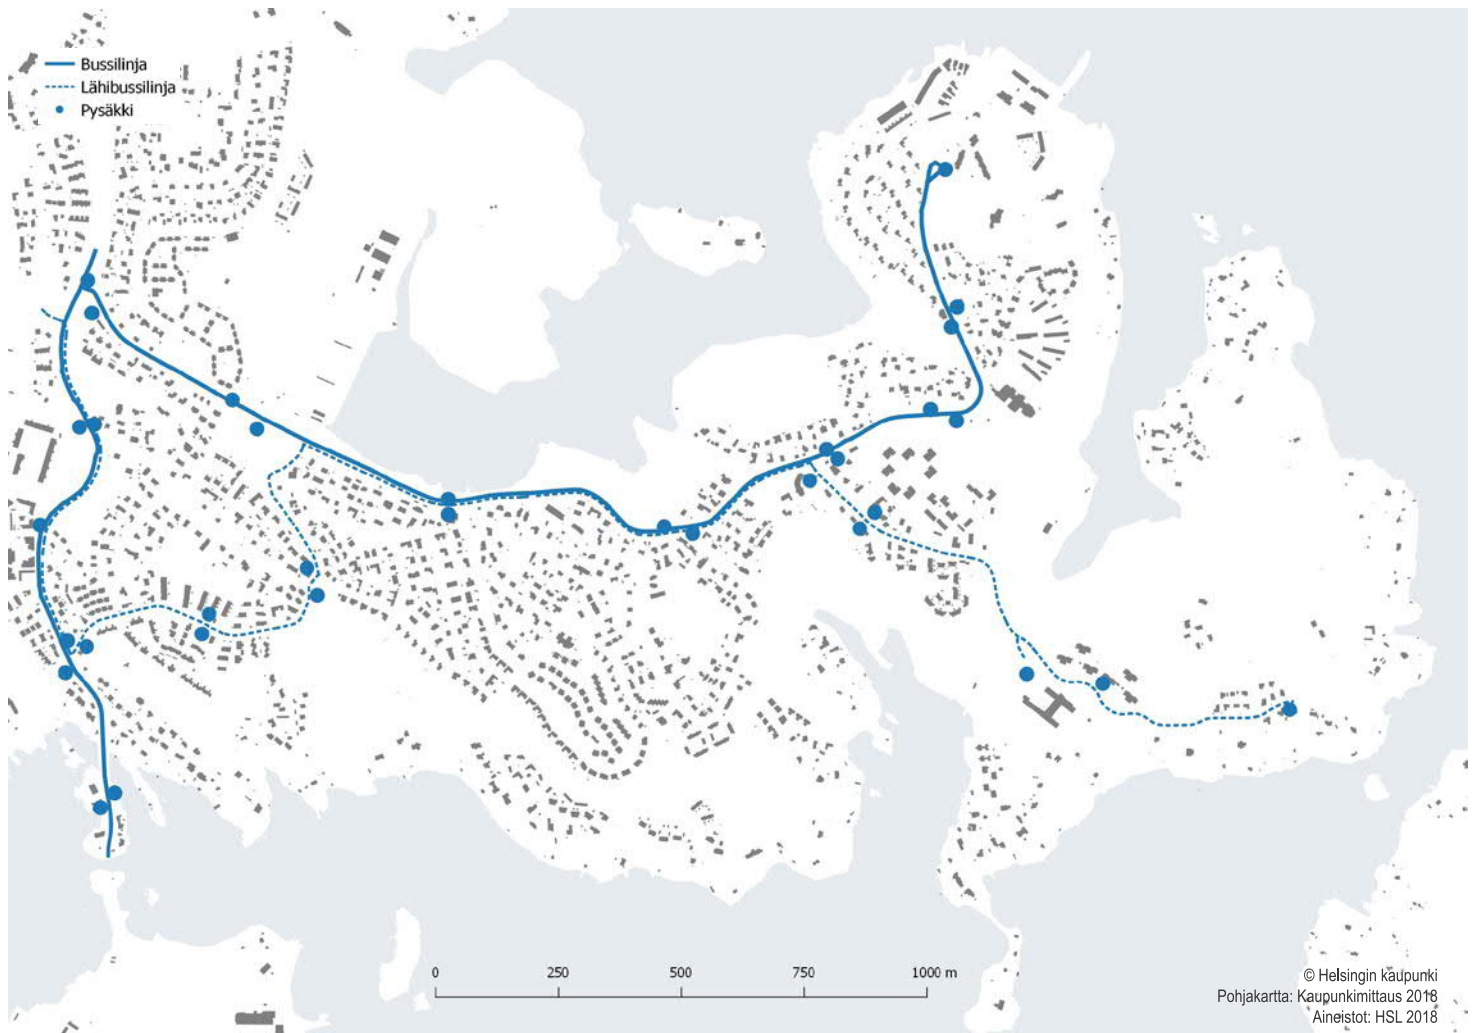 Bussilinja
Lähibussilinja
Pysäkki
0 250 500 750 1000 m
© Helsingin kaupunki
Pohjakartta: Kaupunkimittaus 2018
Aineistot: HSL 2018